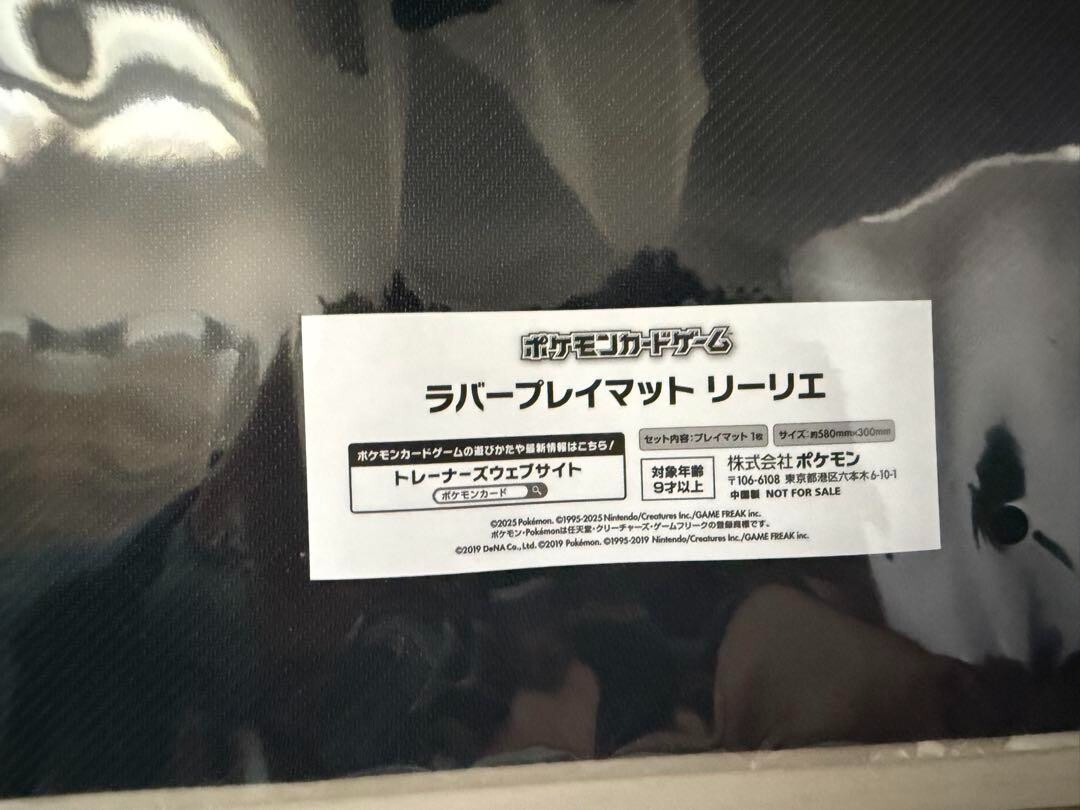 ポケモンカードゲーム
ラバープレイマット リーリエ
ポケモンカードゲームの遊びかたや最新情報はこちら!
トレーナーズウェブサイト
ポケモンカード
セット内容:プレイマット 1枚
サイズ:約580mm×300mm
対象年齢
9才以上
株式会社ポケモン
〒106-6108 東京都港区六本木6-10-1
中国製 NOT FOR SALE
©2025 Pokémon. ©1995-2025 Nintendo/Creatures Inc./GAME FREAK inc.
ポケモン・Pokémonは任天堂・クリーチャーズ・ゲームフリークの登録商標です。
©2019 DeNA Co., Ltd. ©2019 Pokémon. ©1995-2019 Nintendo/Creatures Inc./GAME FREAK inc.